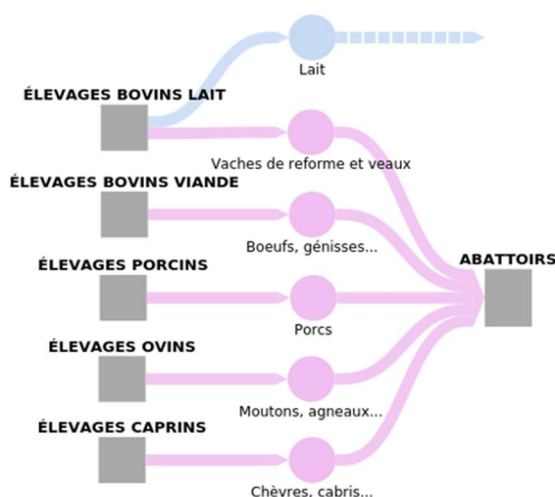 Lait
ÉLEVAGES BOVINS LAIT
Vaches de reforme et veaux
ÉLEVAGES BOVINS VIANDE
Boeufs, génisses...
ABATTOIRS
ÉLEVAGES PORCINS
Porcs
ÉLEVAGES OVINS
Moutons, agneaux...
ÉLEVAGES CAPRINS
Chèvres, cabris...